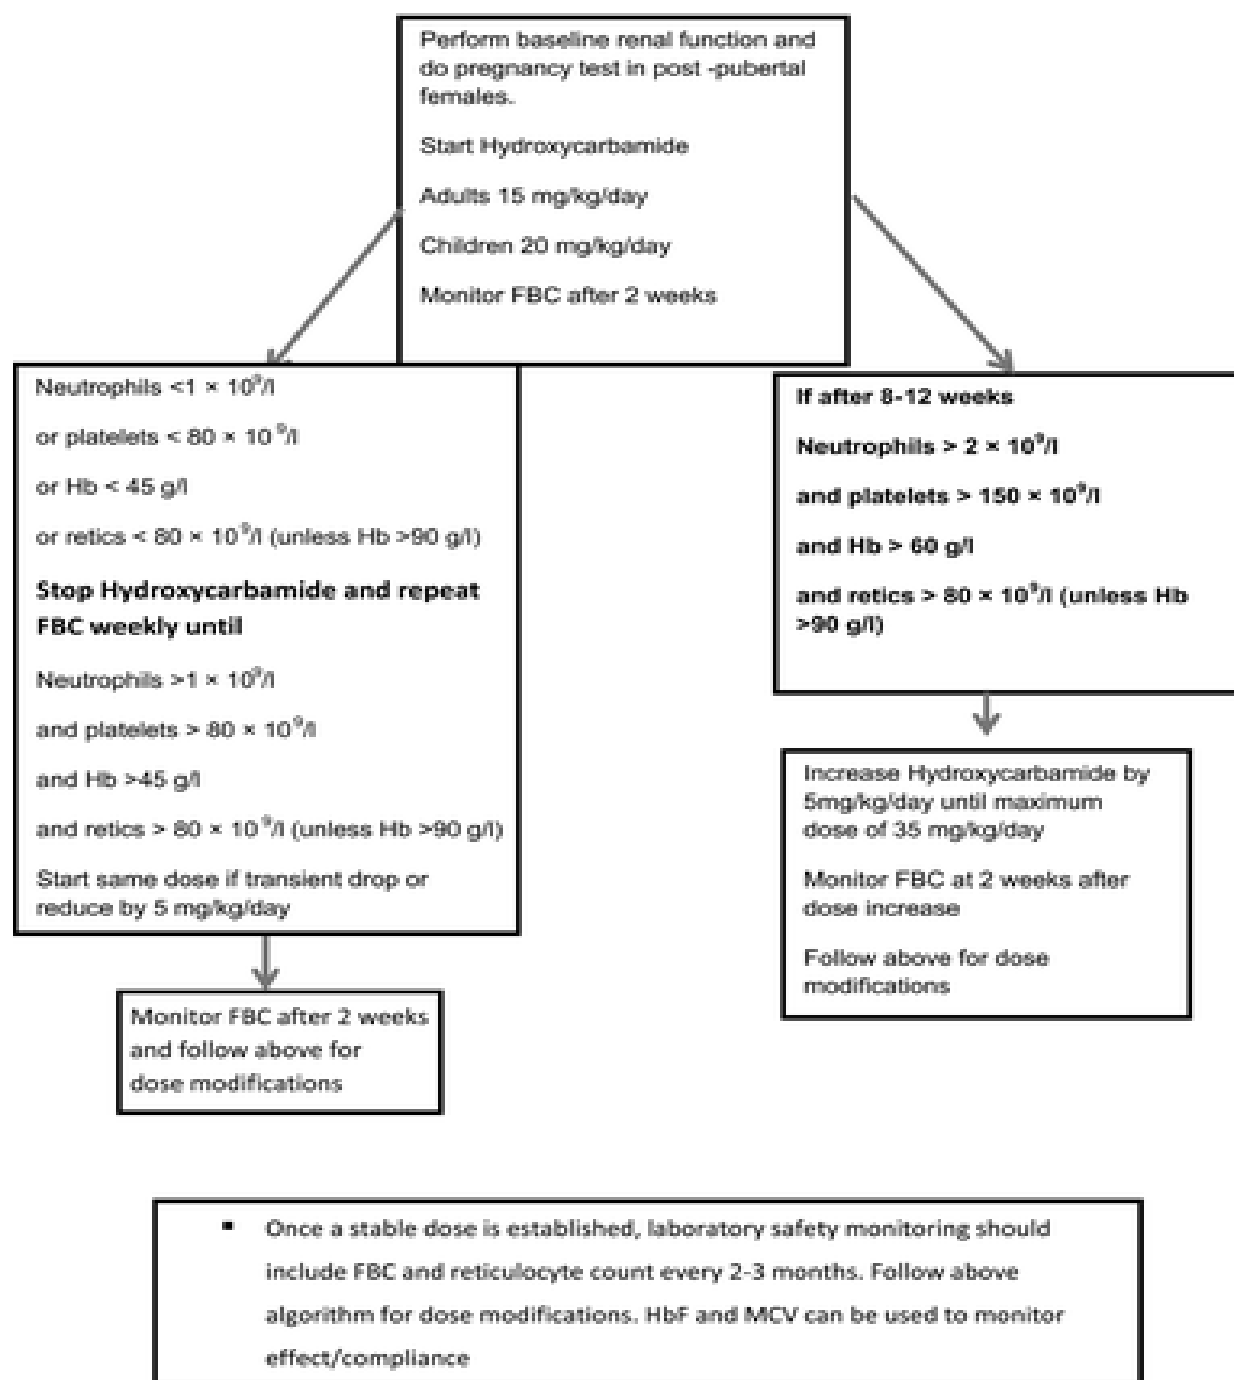 Perform baseline renal function and
do pregnancy test in post -pubertal
females.
Start Hydroxycarbamide
Adults 15 mg/kg/day
Children 20 mg/kg/day
Monitor FBC after 2 weeks
Neutrophils <1 × 10⁹/l
or platelets < 80 × 10 ⁹/l
or Hb < 45 g/l
or retics < 80 × 10⁹/l (unless Hb >90 g/l)
Stop Hydroxycarbamide and repeat
FBC weekly until
Neutrophils >1 × 10⁹/l
and platelets > 80 × 10⁹/l
and Hb >45 g/l
and retics > 80 × 10 ⁹/l (unless Hb >90 g/l)
Start same dose if transient drop or
reduce by 5 mg/kg/day
Monitor FBC after 2 weeks
and follow above for
dose modifications
If after 8-12 weeks
Neutrophils > 2 × 10⁹/l
and platelets > 150 × 10⁹/l
and Hb > 60 g/l
and retics > 80 × 10⁹/l (unless Hb
>90 g/l)
Increase Hydroxycarbamide by
5mg/kg/day until maximum
dose of 35 mg/kg/day
Monitor FBC at 2 weeks after
dose increase
Follow above for dose
modifications
▪ Once a stable dose is established, laboratory safety monitoring should
include FBC and reticulocyte count every 2-3 months. Follow above
algorithm for dose modifications. HbF and MCV can be used to monitor
effect/compliance